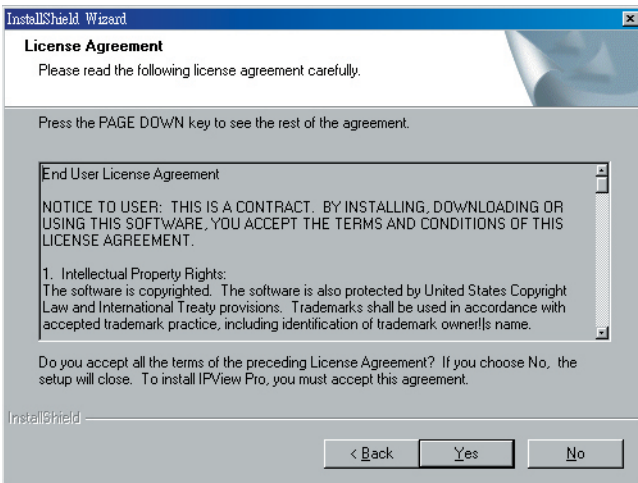 InstallShield Wizard
License Agreement
Please read the following license agreement carefully.
Press the PAGE DOWN key to see the rest of the agreement.
End User License Agreement
NOTICE TO USER: THIS IS A CONTRACT. BY INSTALLING, DOWNLOADING OR
USING THIS SOFTWARE, YOU ACCEPT THE TERMS AND CONDITIONS OF THIS
LICENSE AGREEMENT.
1. Intellectual Property Rights:
The software is copyrighted. The software is also protected by United States Copyright
Law and International Treaty provisions. Trademarks shall be used in accordance with
accepted trademark practice, including identification of trademark owner!|s name.
Do you accept all the terms of the preceding License Agreement? If you choose No, the
setup will close. To install IPView Pro, you must accept this agreement.
InstallShield
< Back Yes No